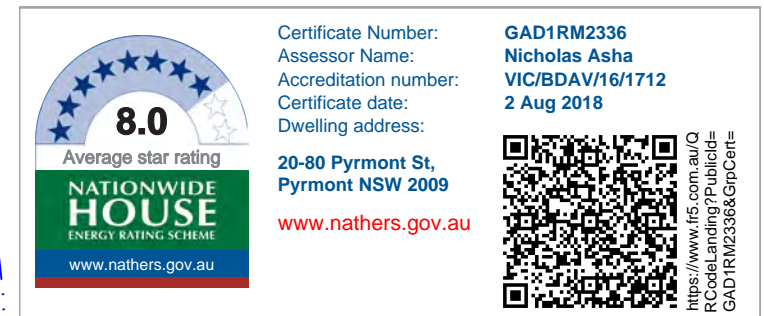 8.0
Average star rating
NATIONWIDE
HOUSE
ENERGY RATING SCHEME
www.nathers.gov.au
Certificate Number: GAD1RM2336
Assessor Name: Nicholas Asha
Accreditation number: VIC/BDAV/16/1712
Certificate date: 2 Aug 2018
Dwelling address:
20-80 Pyrmont St,
Pyrmont NSW 2009
www.nathers.gov.au
https://www.fr5.com.au/Q
RCodeLanding?PublicId=
GAD1RM2336&GrpCert=